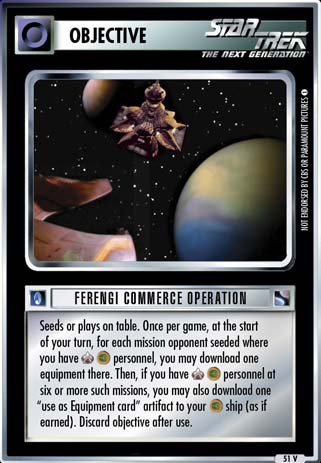 OBJECTIVE
STAR TREK
THE NEXT GENERATION
NOT ENDORSED BY CBS OR PARAMOUNT PICTURES
FERENGI COMMERCE OPERATION
Seeds or plays on table. Once per game, at the start
of your turn, for each mission opponent seeded where
you have personnel, you may download one
equipment there. Then, if you have personnel at
six or more such missions, you may also download one
"use as Equipment card" artifact to your ship (as if
earned). Discard objective after use.
51 V